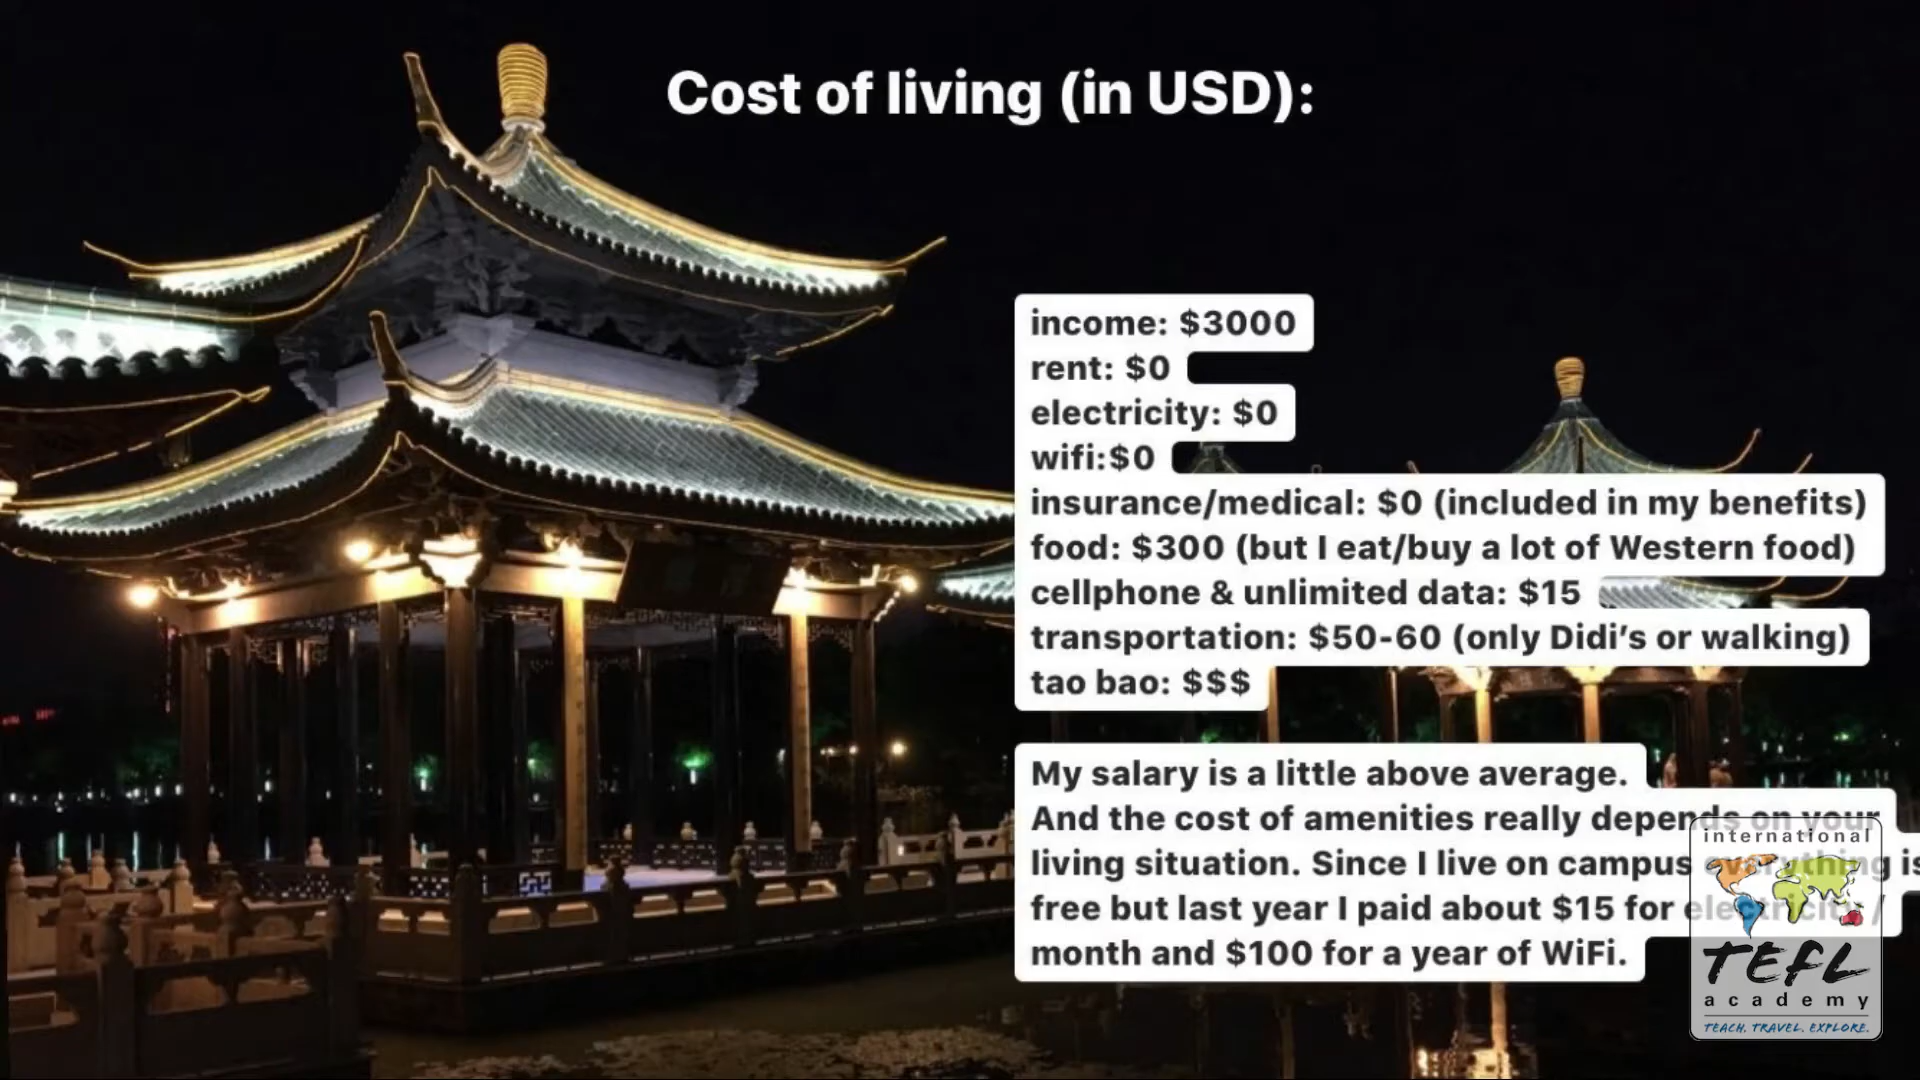 Cost of living (in USD):
income: $3000
rent: $0
electricity: $0
wifi:$0
insurance/medical: $0 (included in my benefits)
food: $300 (but I eat/buy a lot of Western food)
cellphone & unlimited data: $15
transportation: $50-60 (only Didi’s or walking)
tao bao: $$$
My salary is a little above average.
And the cost of amenities really depends on your
living situation. Since I live on campus everything is
free but last year I paid about $15 for electricity/
month and $100 for a year of WiFi.
international
TEFL
academy
TEACH. TRAVEL. EXPLORE.